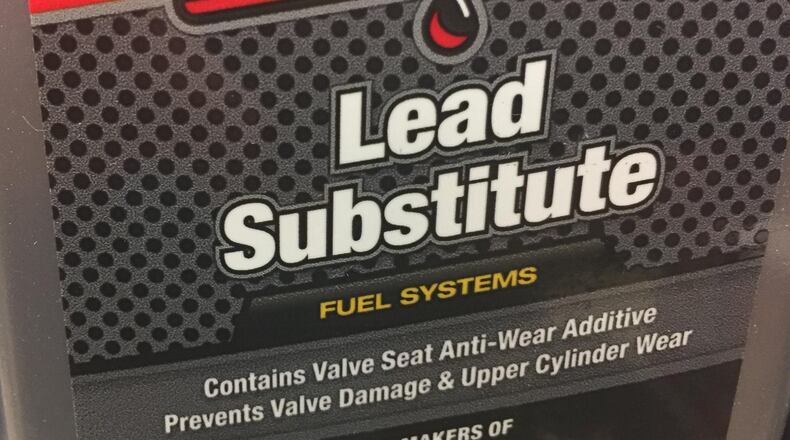 Lead
Substitute
FUEL SYSTEMS
Contains Valve Seat Anti-Wear Additive
Prevents Valve Damage & Upper Cylinder Wear
MAKERS OF